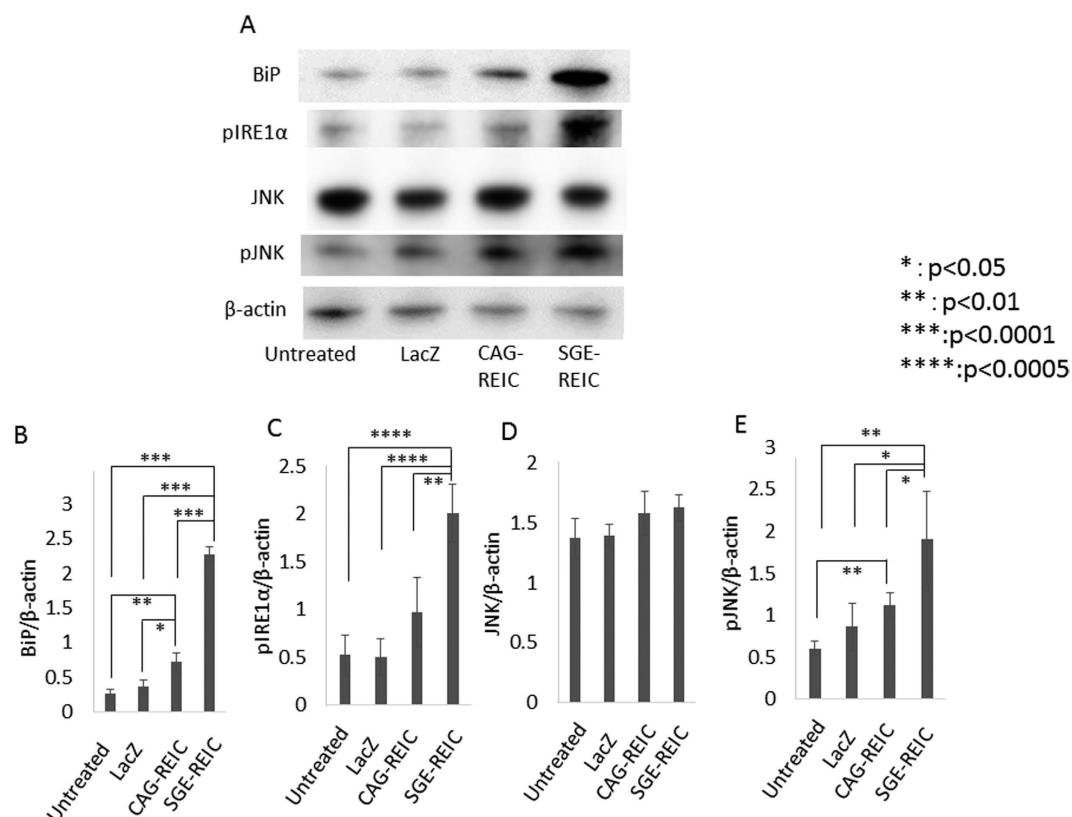 A
BiP
pIRE1α
JNK
pJNK
β-actin
Untreated LacZ CAG-REIC SGE-REIC
* : p<0.05
** : p<0.01
***:p<0.0001
****:p<0.0005
B
***
***
***
**
*
BiP/β-actin
3
2.5
2
1.5
1
0.5
0
Untreated
LacZ
CAG-REIC
SGE-REIC
C
****
****
**
pIRE1α/β-actin
2.5
2
1.5
1
0.5
0
Untreated
LacZ
CAG-REIC
SGE-REIC
D
JNK/β-actin
2
1.5
1
0.5
0
Untreated
LacZ
CAG-REIC
SGE-REIC
E
**
*
*
**
pJNK/β-actin
3
2.5
2
1.5
1
0.5
0
Untreated
LacZ
CAG-REIC
SGE-REIC